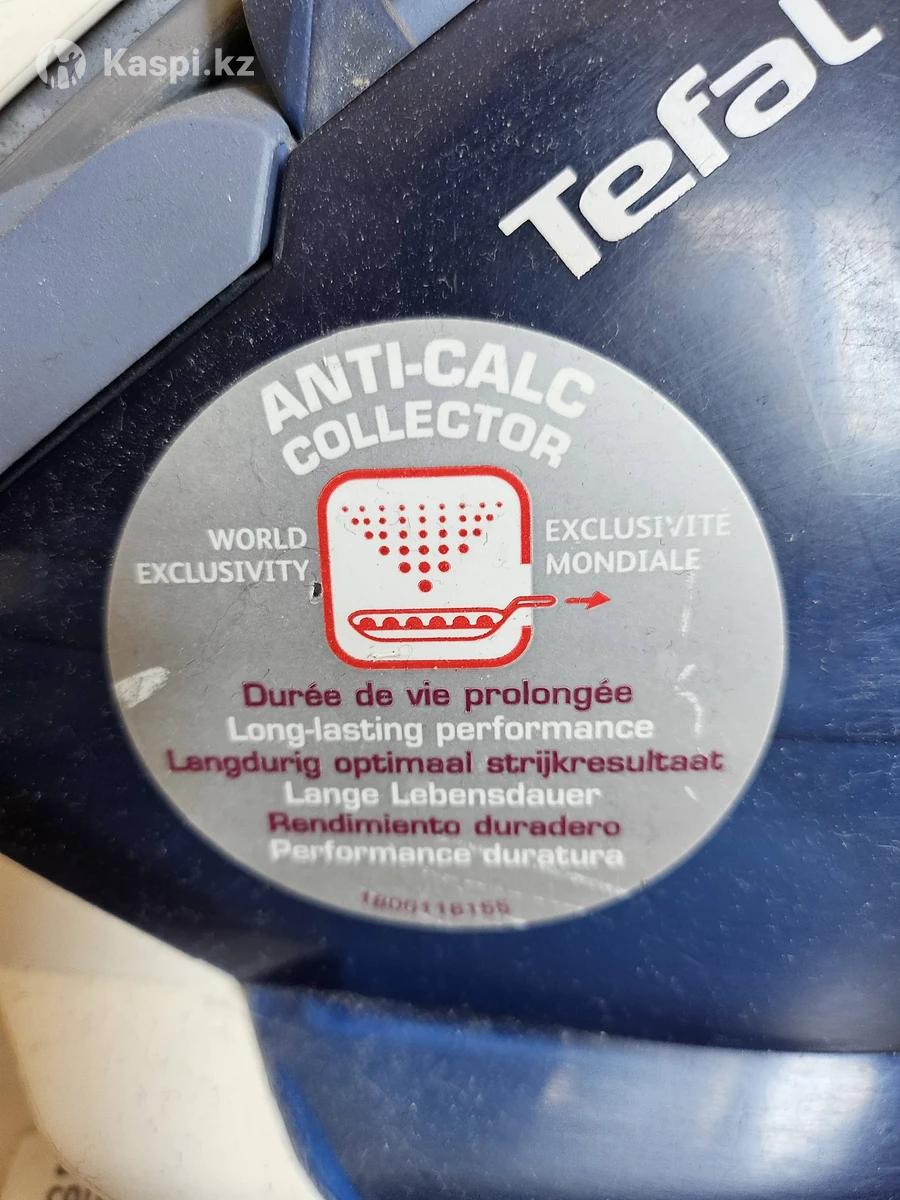 Kaspi.kz
Tefal
ANTI-CALC
COLLECTOR
WORLD
EXCLUSIVITY
EXCLUSIVITÉ
MONDIALE
Durée de vie prolongée
Long-lasting performance
Langdurig optimaal strijkresultaat
Lange Lebensdauer
Rendimiento duradero
Performance duratura
1800116155